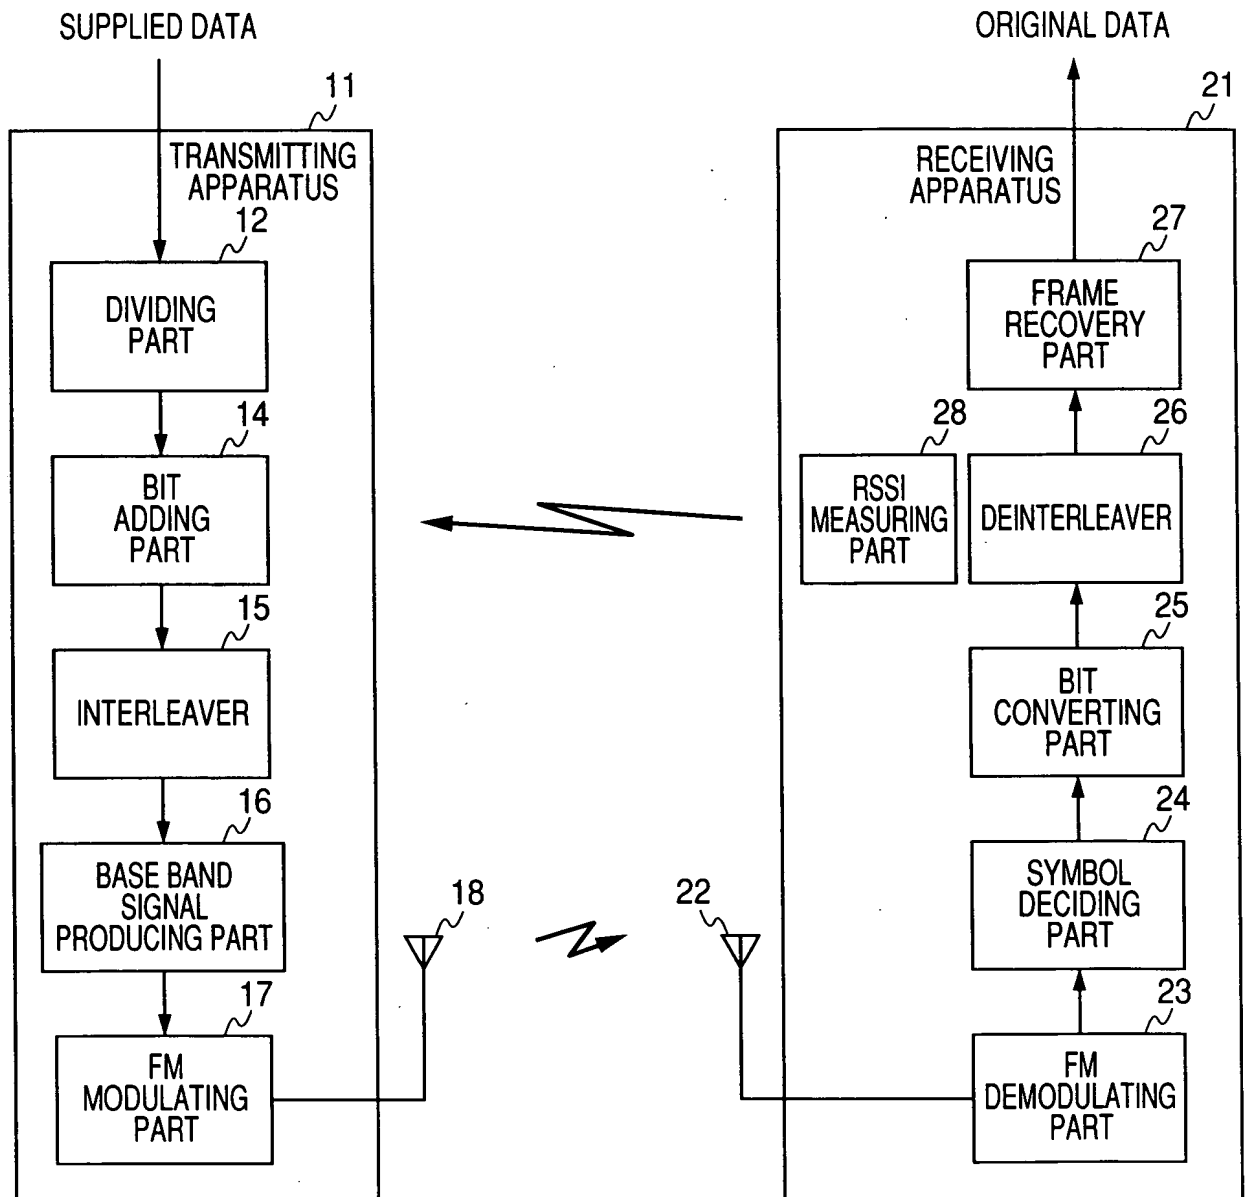 SUPPLIED DATA
11
TRANSMITTING
APPARATUS
12
DIVIDING
PART
14
BIT
ADDING
PART
15
INTERLEAVER
16
BASE BAND
SIGNAL
PRODUCING PART
17
FM
MODULATING
PART
18
ORIGINAL DATA
21
RECEIVING
APPARATUS
27
FRAME
RECOVERY
PART
28
RSSI
MEASURING
PART
26
DEINTERLEAVER
25
BIT
CONVERTING
PART
24
SYMBOL
DECIDING
PART
22
23
FM
DEMODULATING
PART